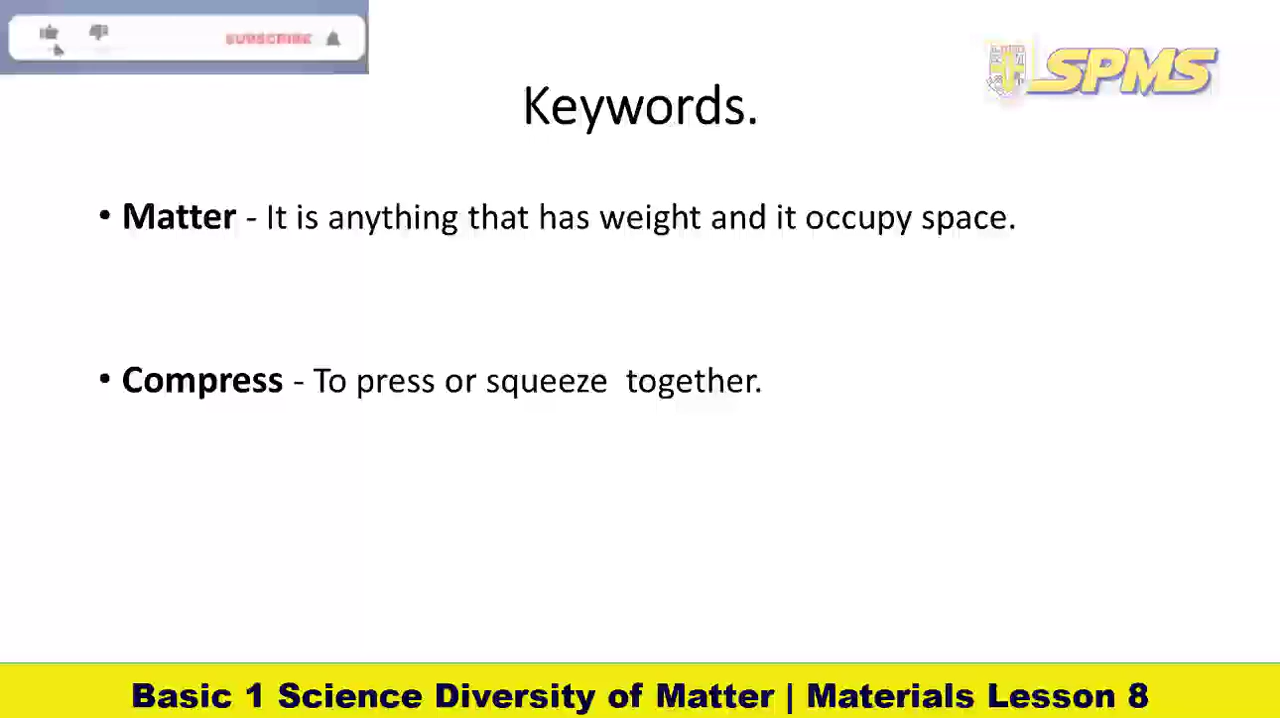 SUBSCRIBE
SPMS
Keywords.
• Matter - It is anything that has weight and it occupy space.
• Compress - To press or squeeze  together.
Basic 1 Science Diversity of Matter | Materials Lesson 8